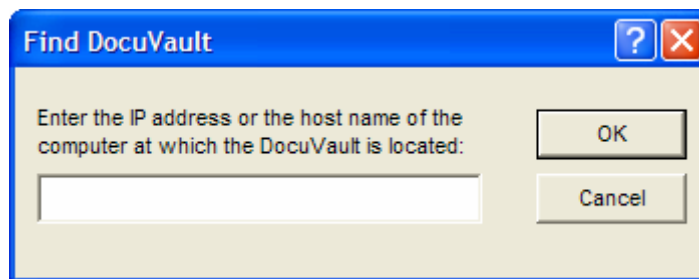 Find DocuVault
?
Enter the IP address or the host name of the
computer at which the DocuVault is located:
OK
Cancel